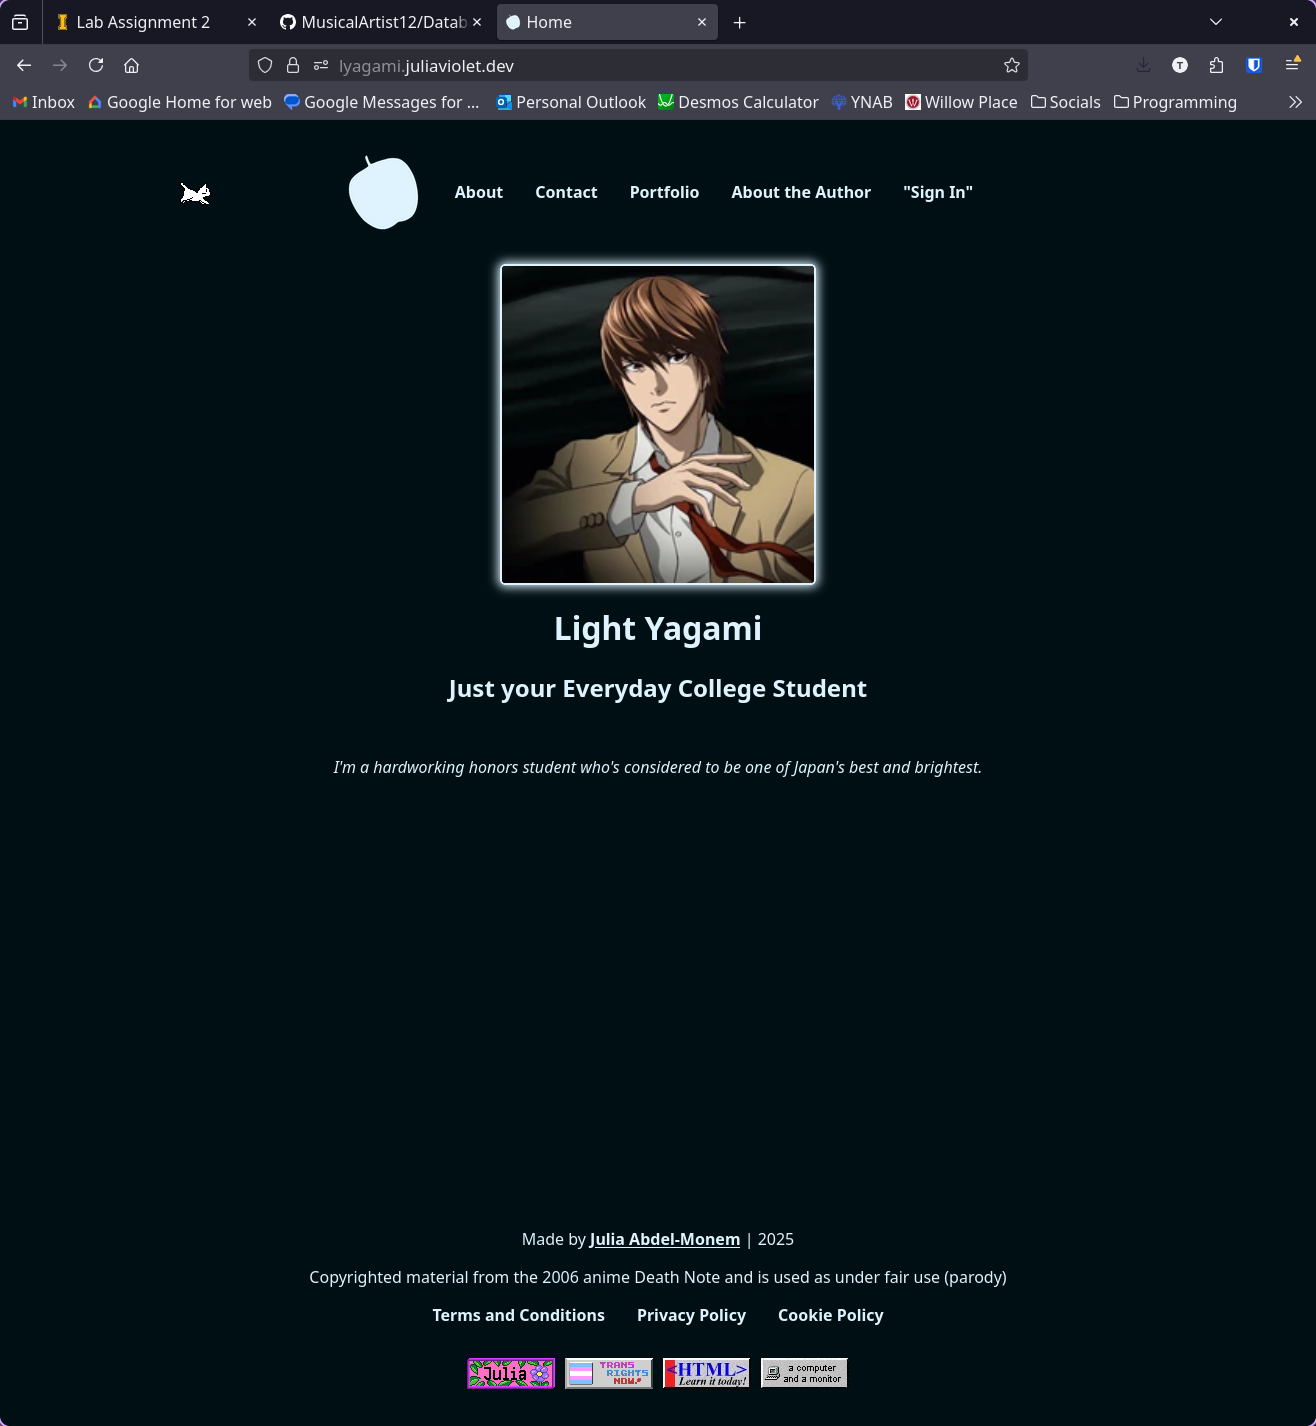 Lab Assignment 2
MusicalArtist12/Datab
Home
lyagami.juliaviolet.dev
T
Inbox Google Home for web Google Messages for ... Personal Outlook Desmos Calculator YNAB Willow Place Socials Programming
About Contact Portfolio About the Author "Sign In"
Light Yagami
Just your Everyday College Student
I'm a hardworking honors student who's considered to be one of Japan's best and brightest.
Made by Julia Abdel-Monem | 2025
Copyrighted material from the 2006 anime Death Note and is used as under fair use (parody)
Terms and Conditions Privacy Policy Cookie Policy
Julia
TRANS
RIGHTS
NOW!
<HTML>
Learn it today!
a computer
and a monitor